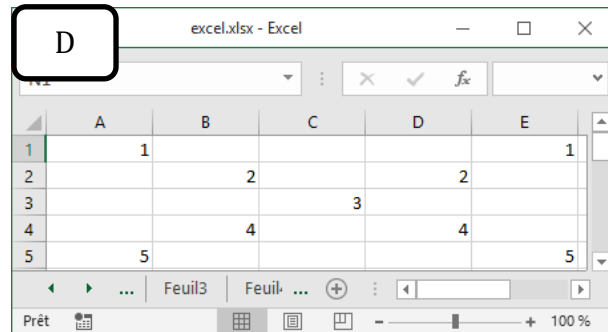 D
excel.xlsx - Excel
fx
A B C D E
1 1 1
2 2 2
3 3
4 4 4
5 5 5
... Feuil3 ...
Prêt 100 %